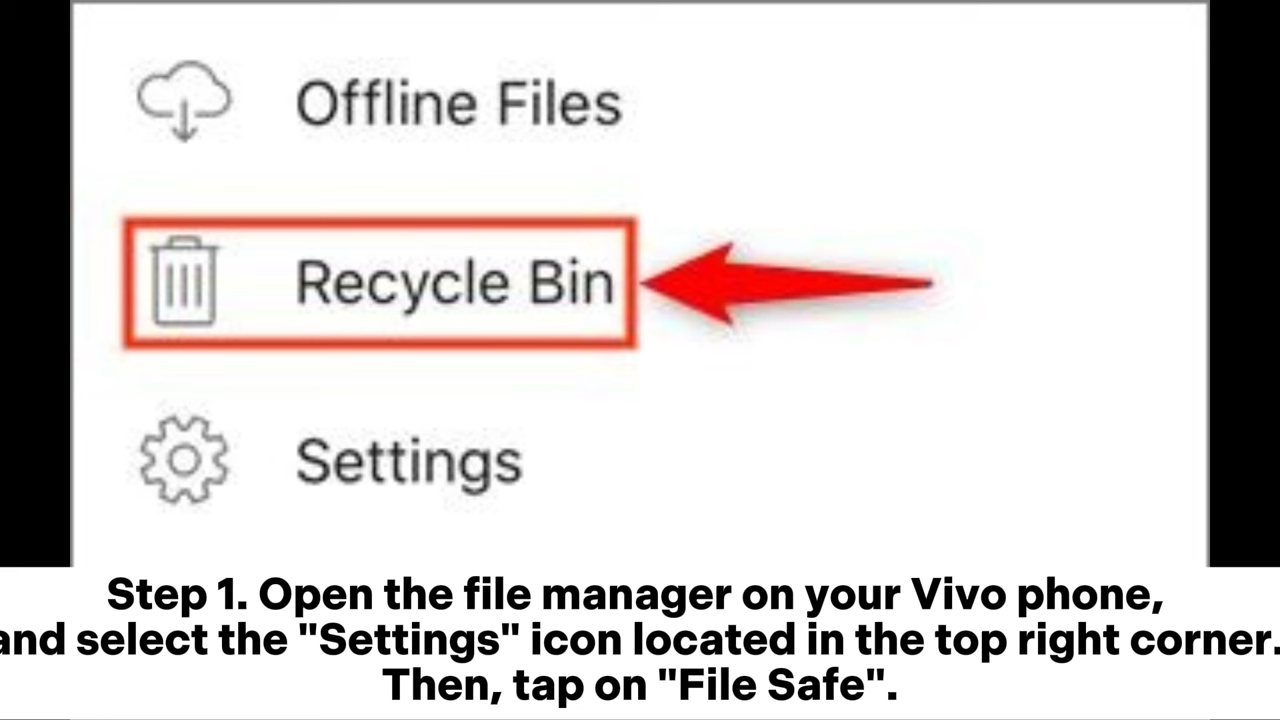 Offline Files
Recycle Bin
Settings
Step 1. Open the file manager on your Vivo phone,
and select the "Settings" icon located in the top right corner.
Then, tap on "File Safe".